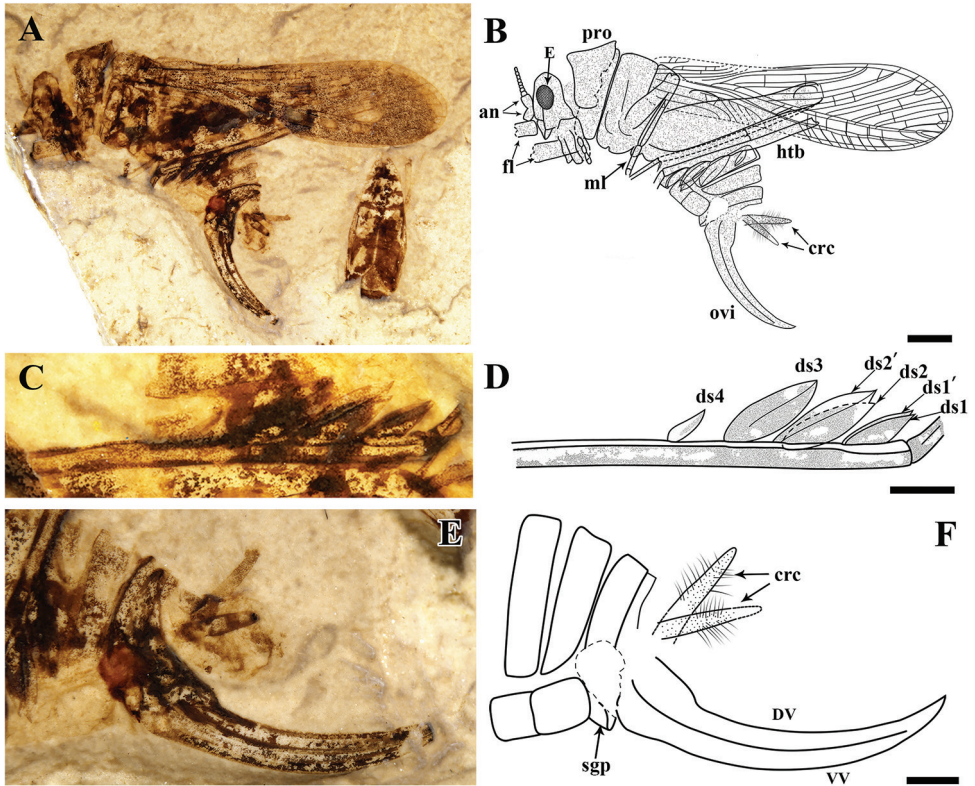 A
B
pro
E
an
fl
ml
htb
crc
ovi
C
D
ds4
ds3
ds2′
ds2
ds1′
ds1
E
F
crc
DV
VV
sgp